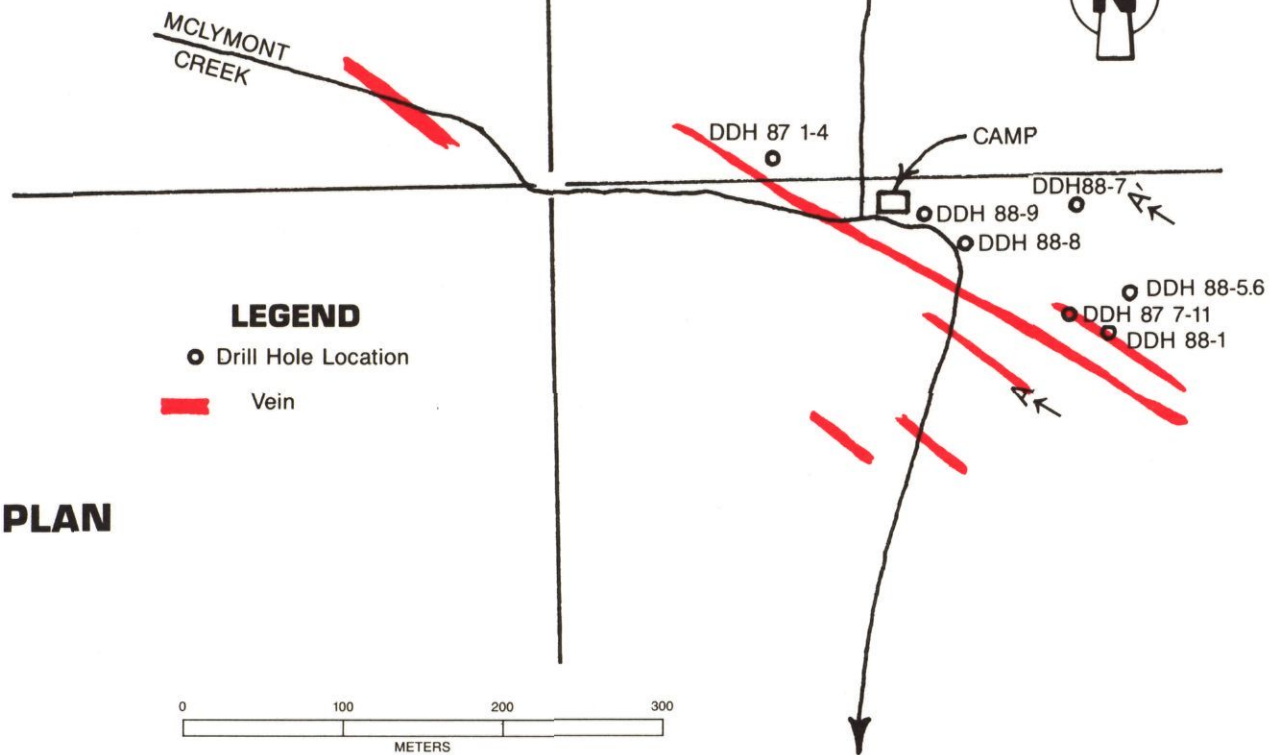 N
MCLYMONT
CREEK
DDH 87 1-4
CAMP
DDH88-7
A'
DDH 88-9
DDH 88-8
DDH 88-5.6
DDH 87 7-11
DDH 88-1
A
LEGEND
Drill Hole Location
Vein
PLAN
0 100 200 300
METERS